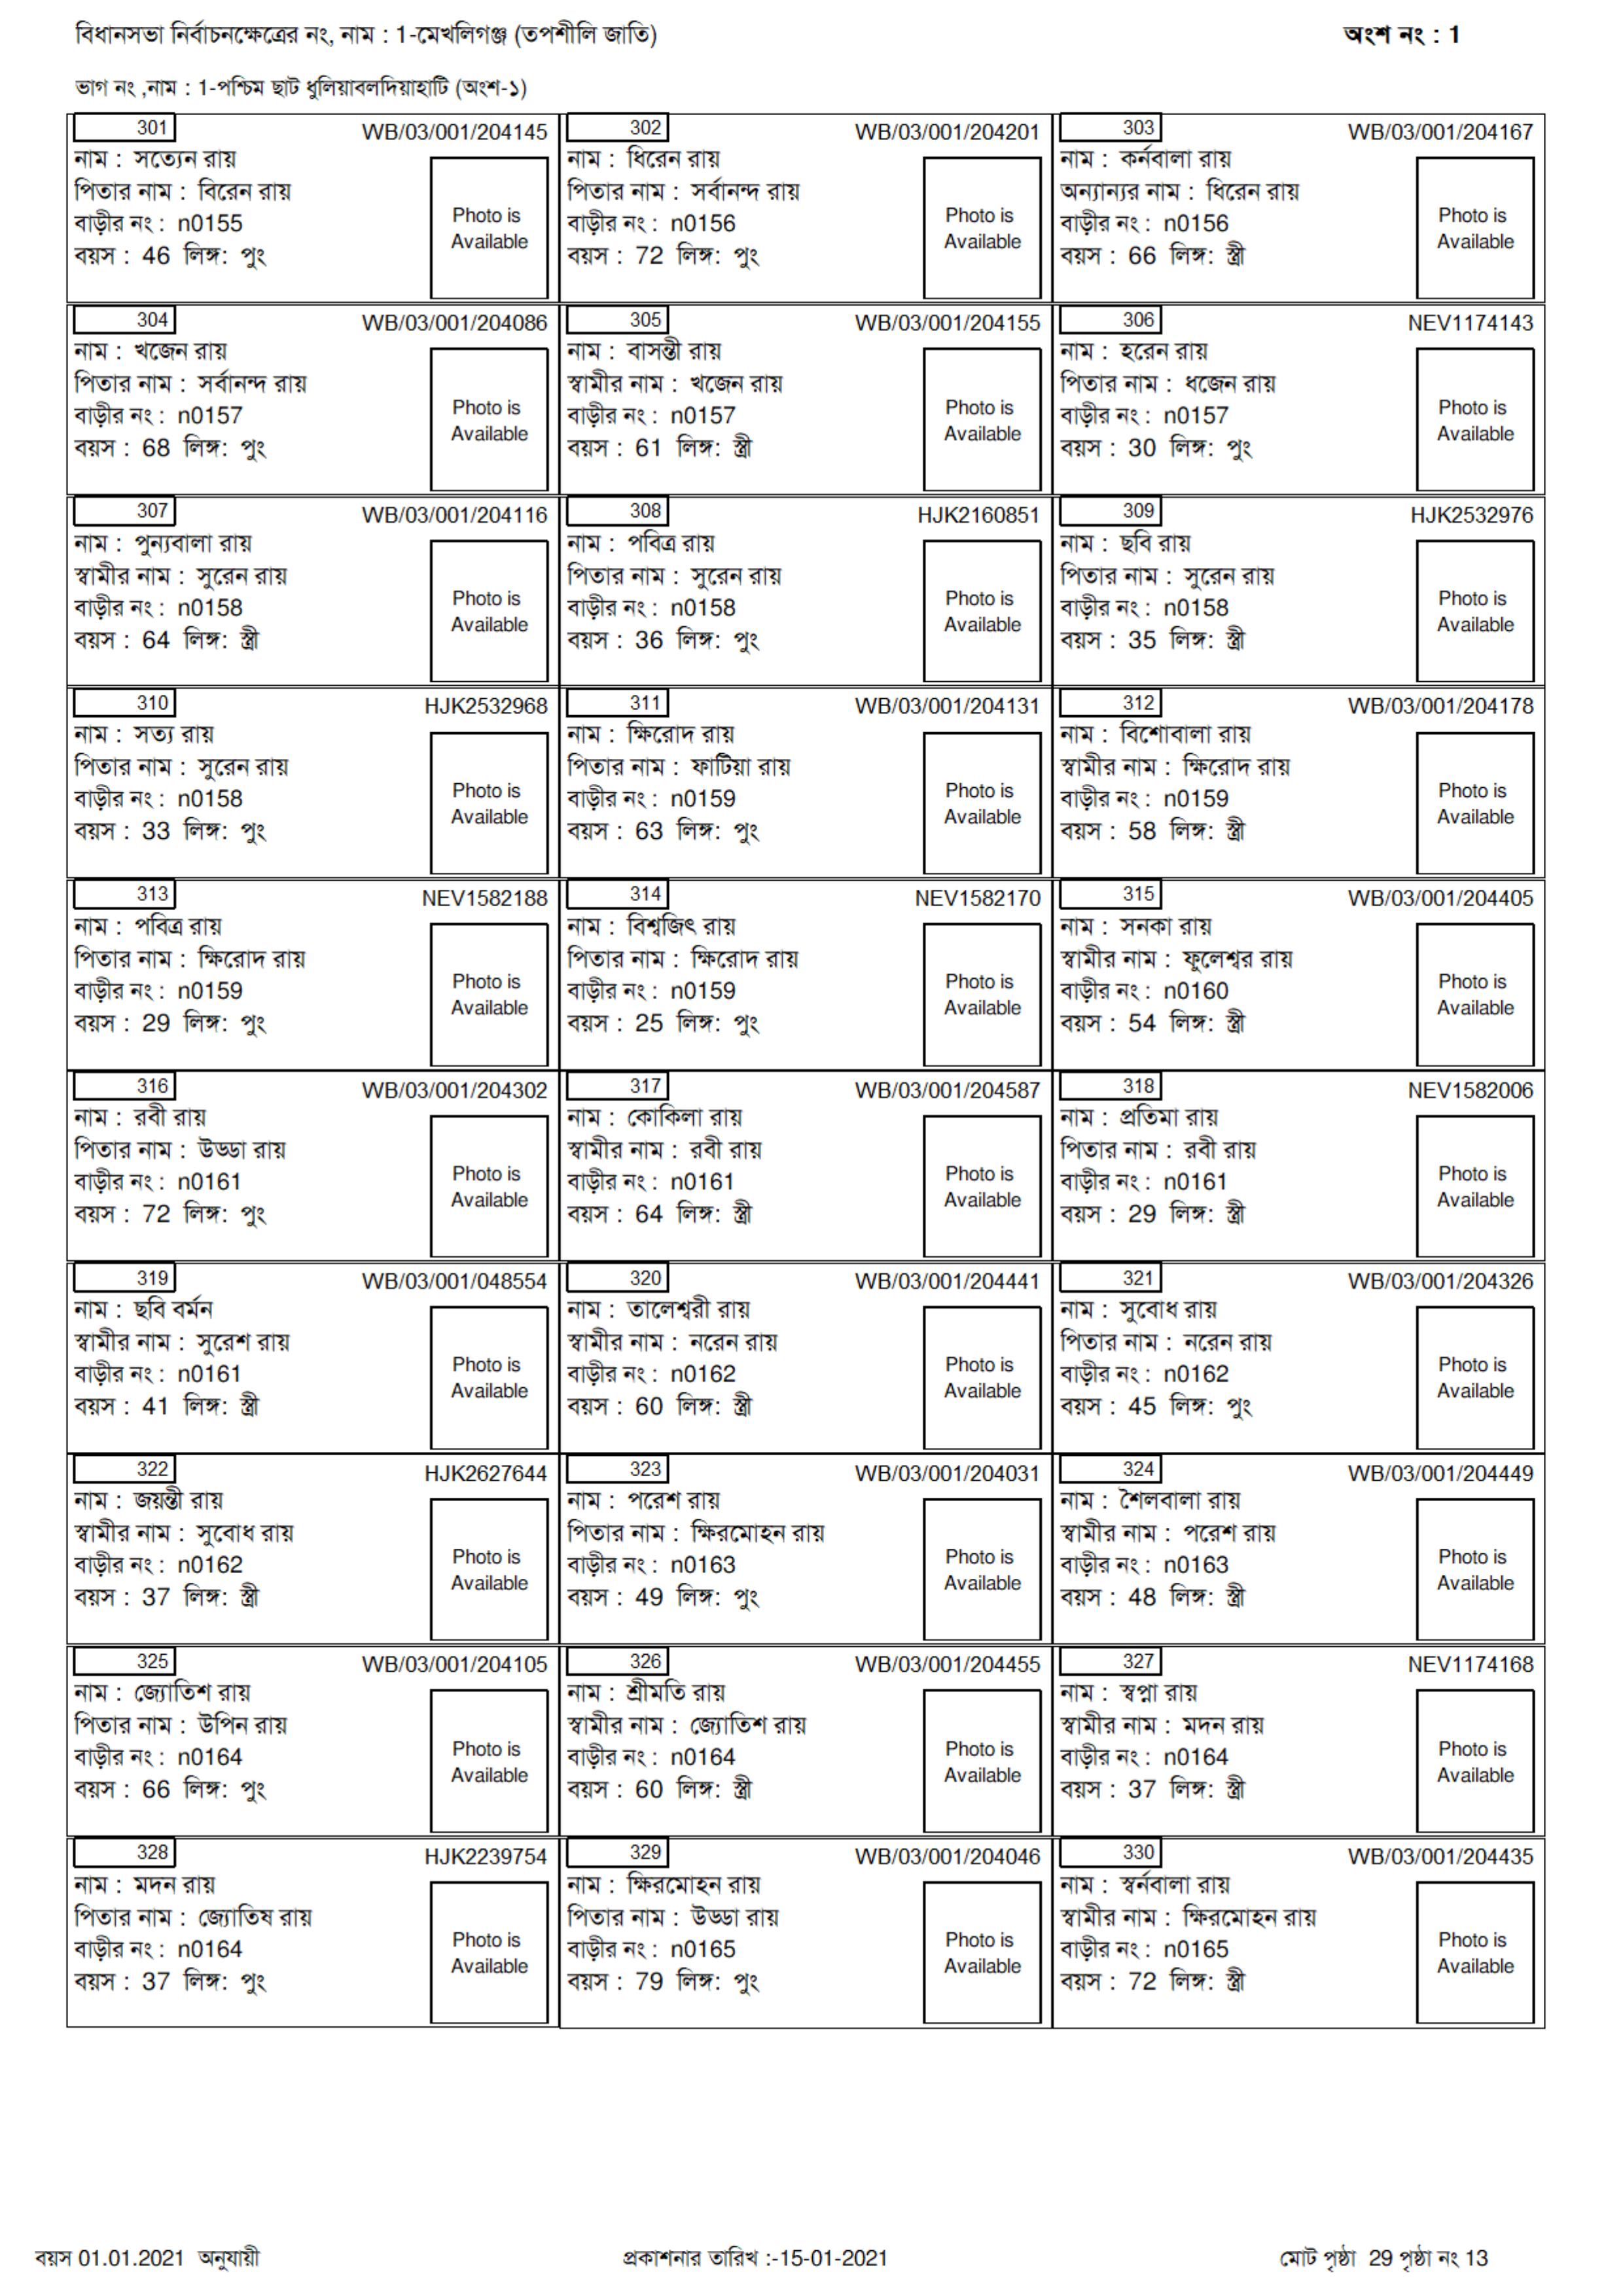 বিধানসভা নির্বাচনক্ষেত্রের নং, নাম : 1-মেখলিগঞ্জ (তপশীলি জাতি)
অংশ নং : 1
ভাগ নং ,নাম : 1-পশ্চিম ছাট ধুলিয়াবলদিয়াহাটি (অংশ-১)
301 WB/03/001/204145
নাম : সত্যেন রায়
পিতার নাম : বিরেন রায়
বাড়ীর নং : n0155
বয়স : 46 লিঙ্গ: পুং
Photo is
Available
302 WB/03/001/204201
নাম : ধিরেন রায়
পিতার নাম : সর্বানন্দ রায়
বাড়ীর নং : n0156
বয়স : 72 লিঙ্গ: পুং
Photo is
Available
303 WB/03/001/204167
নাম : কর্নবালা রায়
অন্যান্যর নাম : ধিরেন রায়
বাড়ীর নং : n0156
বয়স : 66 লিঙ্গ: স্ত্রী
Photo is
Available
304 WB/03/001/204086
নাম : খজেন রায়
পিতার নাম : সর্বানন্দ রায়
বাড়ীর নং : n0157
বয়স : 68 লিঙ্গ: পুং
Photo is
Available
305 WB/03/001/204155
নাম : বাসন্তী রায়
স্বামীর নাম : খজেন রায়
বাড়ীর নং : n0157
বয়স : 61 লিঙ্গ: স্ত্রী
Photo is
Available
306 NEV1174143
নাম : হরেন রায়
পিতার নাম : ধজেন রায়
বাড়ীর নং : n0157
বয়স : 30 লিঙ্গ: পুং
Photo is
Available
307 WB/03/001/204116
নাম : পুন্যবালা রায়
স্বামীর নাম : সুরেন রায়
বাড়ীর নং : n0158
বয়স : 64 লিঙ্গ: স্ত্রী
Photo is
Available
308 HJK2160851
নাম : পবিত্র রায়
পিতার নাম : সুরেন রায়
বাড়ীর নং : n0158
বয়স : 36 লিঙ্গ: পুং
Photo is
Available
309 HJK2532976
নাম : ছবি রায়
পিতার নাম : সুরেন রায়
বাড়ীর নং : n0158
বয়স : 35 লিঙ্গ: স্ত্রী
Photo is
Available
310 HJK2532968
নাম : সত্য রায়
পিতার নাম : সুরেন রায়
বাড়ীর নং : n0158
বয়স : 33 লিঙ্গ: পুং
Photo is
Available
311 WB/03/001/204131
নাম : ক্ষিরোদ রায়
পিতার নাম : ফাটিয়া রায়
বাড়ীর নং : n0159
বয়স : 63 লিঙ্গ: পুং
Photo is
Available
312 WB/03/001/204178
নাম : বিশোবালা রায়
স্বামীর নাম : ক্ষিরোদ রায়
বাড়ীর নং : n0159
বয়স : 58 লিঙ্গ: স্ত্রী
Photo is
Available
313 NEV1582188
নাম : পবিত্র রায়
পিতার নাম : ক্ষিরোদ রায়
বাড়ীর নং : n0159
বয়স : 29 লিঙ্গ: পুং
Photo is
Available
314 NEV1582170
নাম : বিশ্বজিৎ রায়
পিতার নাম : ক্ষিরোদ রায়
বাড়ীর নং : n0159
বয়স : 25 লিঙ্গ: পুং
Photo is
Available
315 WB/03/001/204405
নাম : সনকা রায়
স্বামীর নাম : ফুলেশ্বর রায়
বাড়ীর নং : n0160
বয়স : 54 লিঙ্গ: স্ত্রী
Photo is
Available
316 WB/03/001/204302
নাম : রবী রায়
পিতার নাম : উড্ডা রায়
বাড়ীর নং : n0161
বয়স : 72 লিঙ্গ: পুং
Photo is
Available
317 WB/03/001/204587
নাম : কোকিলা রায়
স্বামীর নাম : রবী রায়
বাড়ীর নং : n0161
বয়স : 64 লিঙ্গ: স্ত্রী
Photo is
Available
318 NEV1582006
নাম : প্রতিমা রায়
পিতার নাম : রবী রায়
বাড়ীর নং : n0161
বয়স : 29 লিঙ্গ: স্ত্রী
Photo is
Available
319 WB/03/001/048554
নাম : ছবি বর্মন
স্বামীর নাম : সুরেশ রায়
বাড়ীর নং : n0161
বয়স : 41 লিঙ্গ: স্ত্রী
Photo is
Available
320 WB/03/001/204441
নাম : তালেশ্বরী রায়
স্বামীর নাম : নরেন রায়
বাড়ীর নং : n0162
বয়স : 60 লিঙ্গ: স্ত্রী
Photo is
Available
321 WB/03/001/204326
নাম : সুবোধ রায়
পিতার নাম : নরেন রায়
বাড়ীর নং : n0162
বয়স : 45 লিঙ্গ: পুং
Photo is
Available
322 HJK2627644
নাম : জয়ন্তী রায়
স্বামীর নাম : সুবোধ রায়
বাড়ীর নং : n0162
বয়স : 37 লিঙ্গ: স্ত্রী
Photo is
Available
323 WB/03/001/204031
নাম : পরেশ রায়
পিতার নাম : ক্ষিরমোহন রায়
বাড়ীর নং : n0163
বয়স : 49 লিঙ্গ: পুং
Photo is
Available
324 WB/03/001/204449
নাম : শৈলবালা রায়
স্বামীর নাম : পরেশ রায়
বাড়ীর নং : n0163
বয়স : 48 লিঙ্গ: স্ত্রী
Photo is
Available
325 WB/03/001/204105
নাম : জ্যোতিশ রায়
পিতার নাম : উপিন রায়
বাড়ীর নং : n0164
বয়স : 66 লিঙ্গ: পুং
Photo is
Available
326 WB/03/001/204455
নাম : শ্রীমতি রায়
স্বামীর নাম : জ্যোতিশ রায়
বাড়ীর নং : n0164
বয়স : 60 লিঙ্গ: স্ত্রী
Photo is
Available
327 NEV1174168
নাম : স্বপ্না রায়
স্বামীর নাম : মদন রায়
বাড়ীর নং : n0164
বয়স : 37 লিঙ্গ: স্ত্রী
Photo is
Available
328 HJK2239754
নাম : মদন রায়
পিতার নাম : জ্যোতিষ রায়
বাড়ীর নং : n0164
বয়স : 37 লিঙ্গ: পুং
Photo is
Available
329 WB/03/001/204046
নাম : ক্ষিরমোহন রায়
পিতার নাম : উড্ডা রায়
বাড়ীর নং : n0165
বয়স : 79 লিঙ্গ: পুং
Photo is
Available
330 WB/03/001/204435
নাম : স্বর্নবালা রায়
স্বামীর নাম : ক্ষিরমোহন রায়
বাড়ীর নং : n0165
বয়স : 72 লিঙ্গ: স্ত্রী
Photo is
Available
বয়স 01.01.2021 অনুযায়ী
প্রকাশনার তারিখ :-15-01-2021
মোট পৃষ্ঠা 29 পৃষ্ঠা নং 13